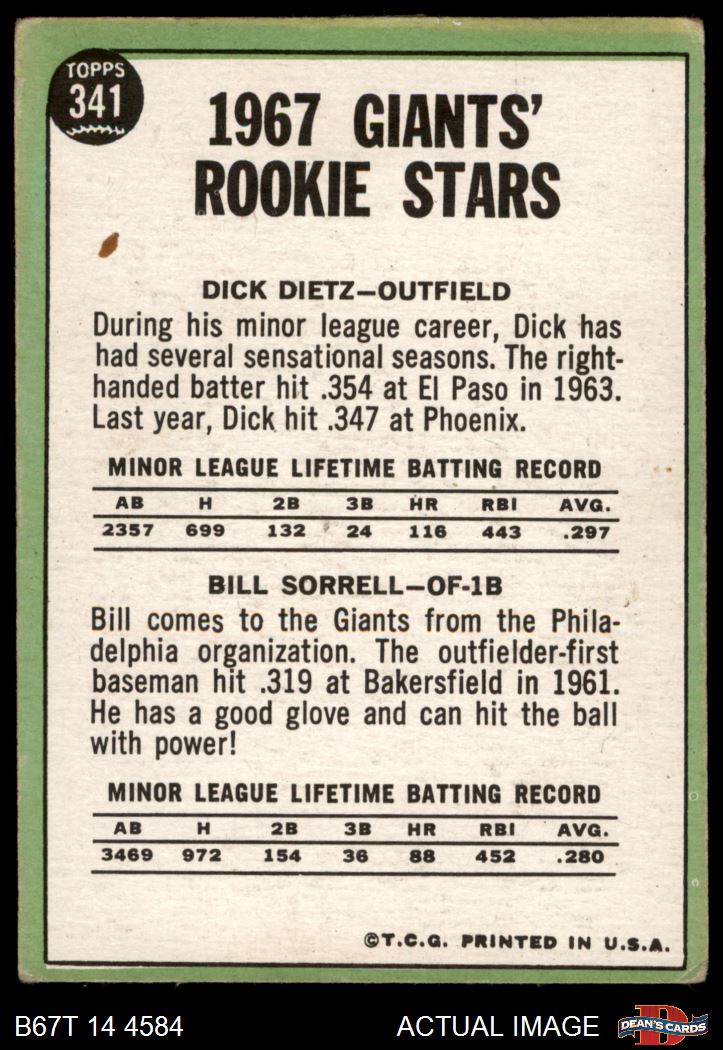 TOPPS
341
1967 GIANTS'
ROOKIE STARS
DICK DIETZ—OUTFIELD
During his minor league career, Dick has
had several sensational seasons. The right-
handed batter hit .354 at El Paso in 1963.
Last year, Dick hit .347 at Phoenix.
MINOR LEAGUE LIFETIME BATTING RECORD
AB H 2B 3B HR RBI AVG.
2357 699 132 24 116 443 .297
BILL SORRELL—OF-1B
Bill comes to the Giants from the Phila-
delphia organization. The outfielder-first
baseman hit .319 at Bakersfield in 1961.
He has a good glove and can hit the ball
with power!
MINOR LEAGUE LIFETIME BATTING RECORD
AB H 2B 3B HR RBI AVG.
3469 972 154 36 88 452 .280
©T.C.G. PRINTED IN U.S.A.
B67T 14 4584 ACTUAL IMAGE
D
DEAN'S CARDS